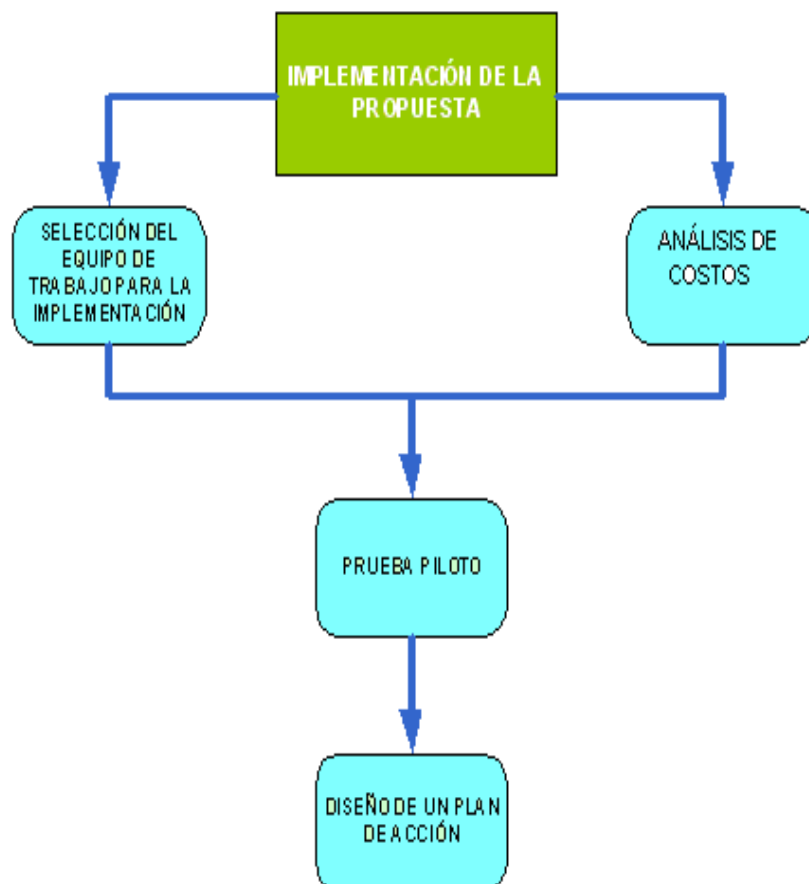 IMPLEMENTACIÓN DE LA
PROPUESTA
SELECCIÓN DEL
EQUIPO DE
TRABAJO PARA LA
IMPLEMENTACIÓN
ANÁLISIS DE
COSTOS
PRUEBA PILOTO
DISEÑO DE UN PLAN
DE ACCIÓN